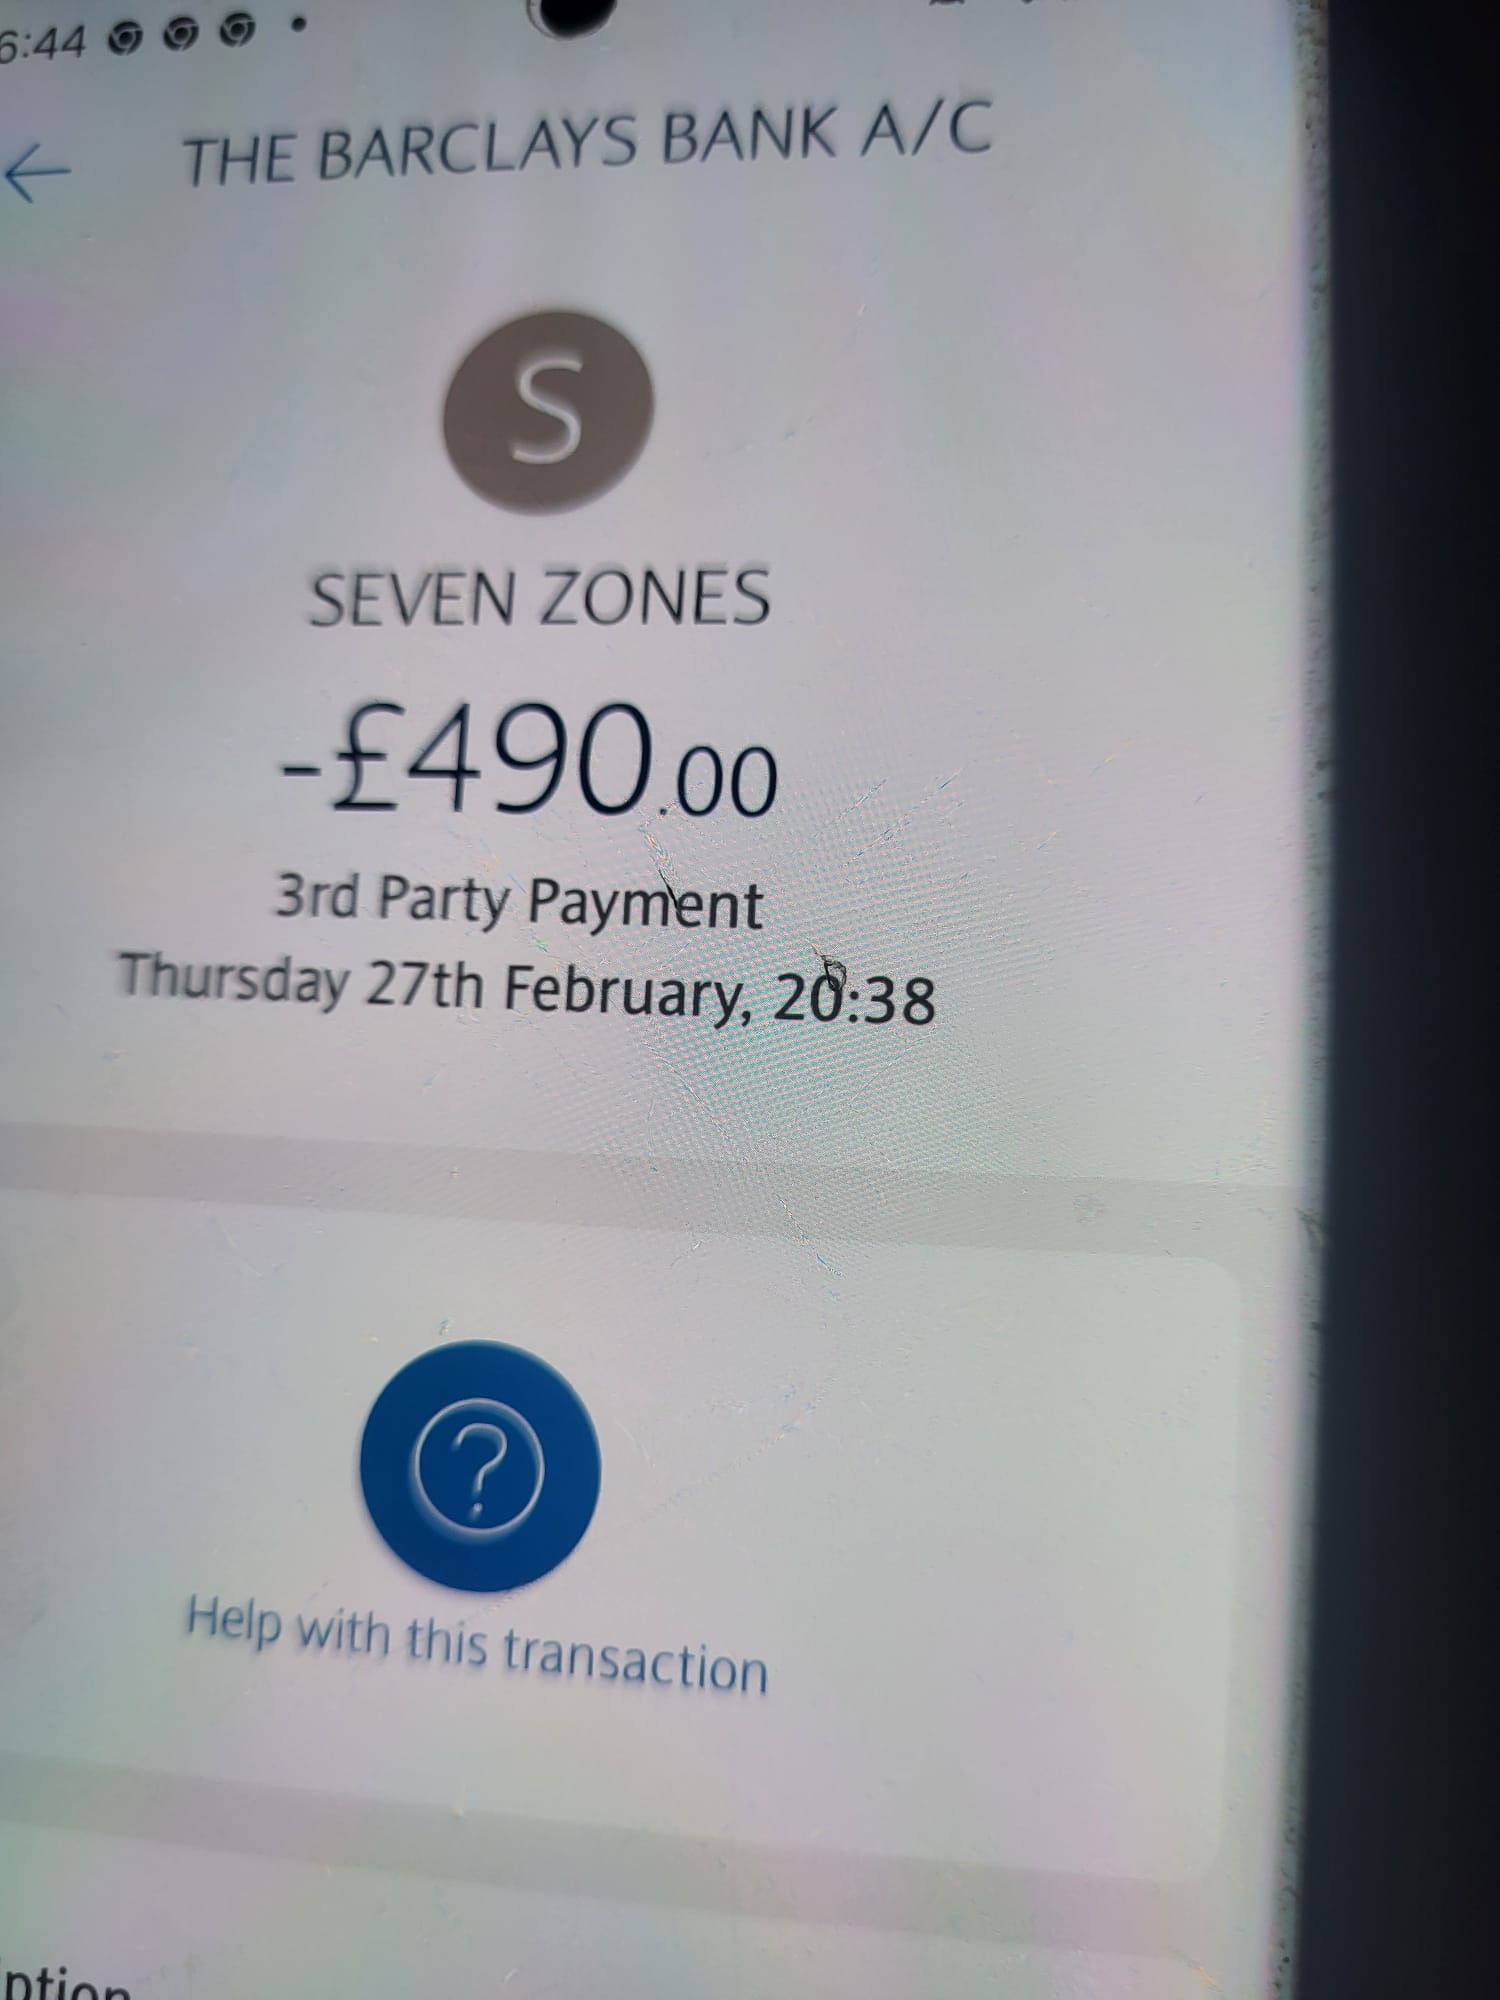 6:44
THE BARCLAYS BANK A/C
S
SEVEN ZONES
-£490.00
3rd Party Payment
Thursday 27th February, 20:38
?
Help with this transaction
ption